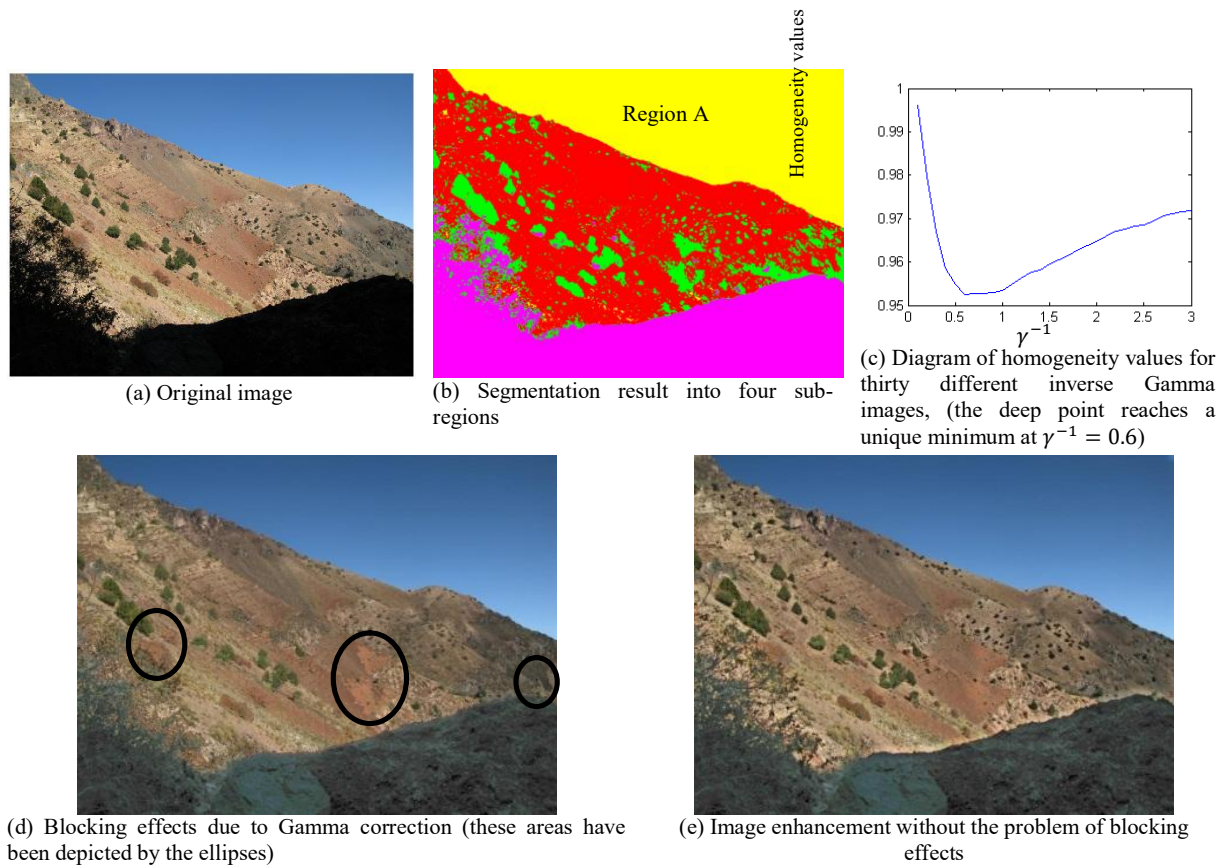 Region A
Homogeneity values
1
0.99
0.98
0.97
0.96
0.95
0 0.5 1 1.5 2 2.5 3
γ⁻¹
(a) Original image
(b) Segmentation result into four sub-
regions
(c) Diagram of homogeneity values for
thirty different inverse Gamma
images, (the deep point reaches a
unique minimum at γ⁻¹ = 0.6)
(d) Blocking effects due to Gamma correction (these areas have
been depicted by the ellipses)
(e) Image enhancement without the problem of blocking
effects